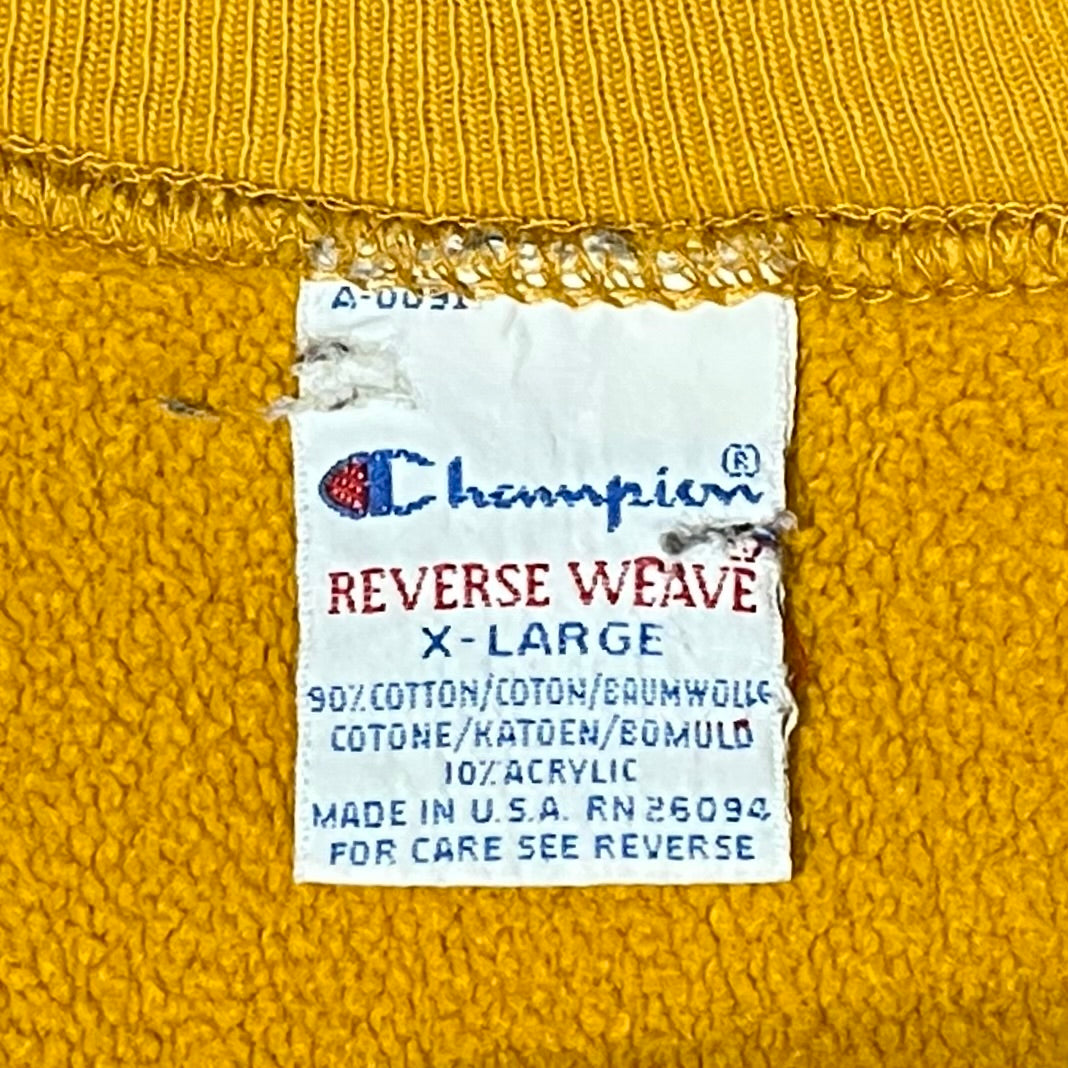 A-0091
Champion®
REVERSE WEAVE®
X-LARGE
90% COTTON/COTON/BAUMWOLLE
COTONE/KATOEN/BOMULD
10% ACRYLIC
MADE IN U.S.A. RN 26094
FOR CARE SEE REVERSE